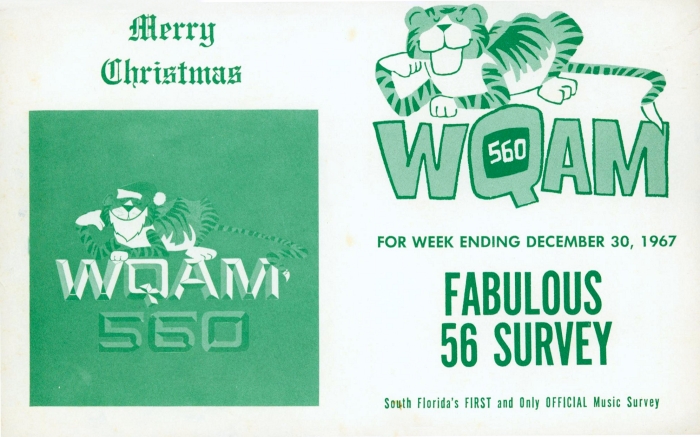 Merry
Christmas
WQAM
560
WQAM
560
FOR WEEK ENDING DECEMBER 30, 1967
FABULOUS
56 SURVEY
South Florida's FIRST and Only OFFICIAL Music Survey